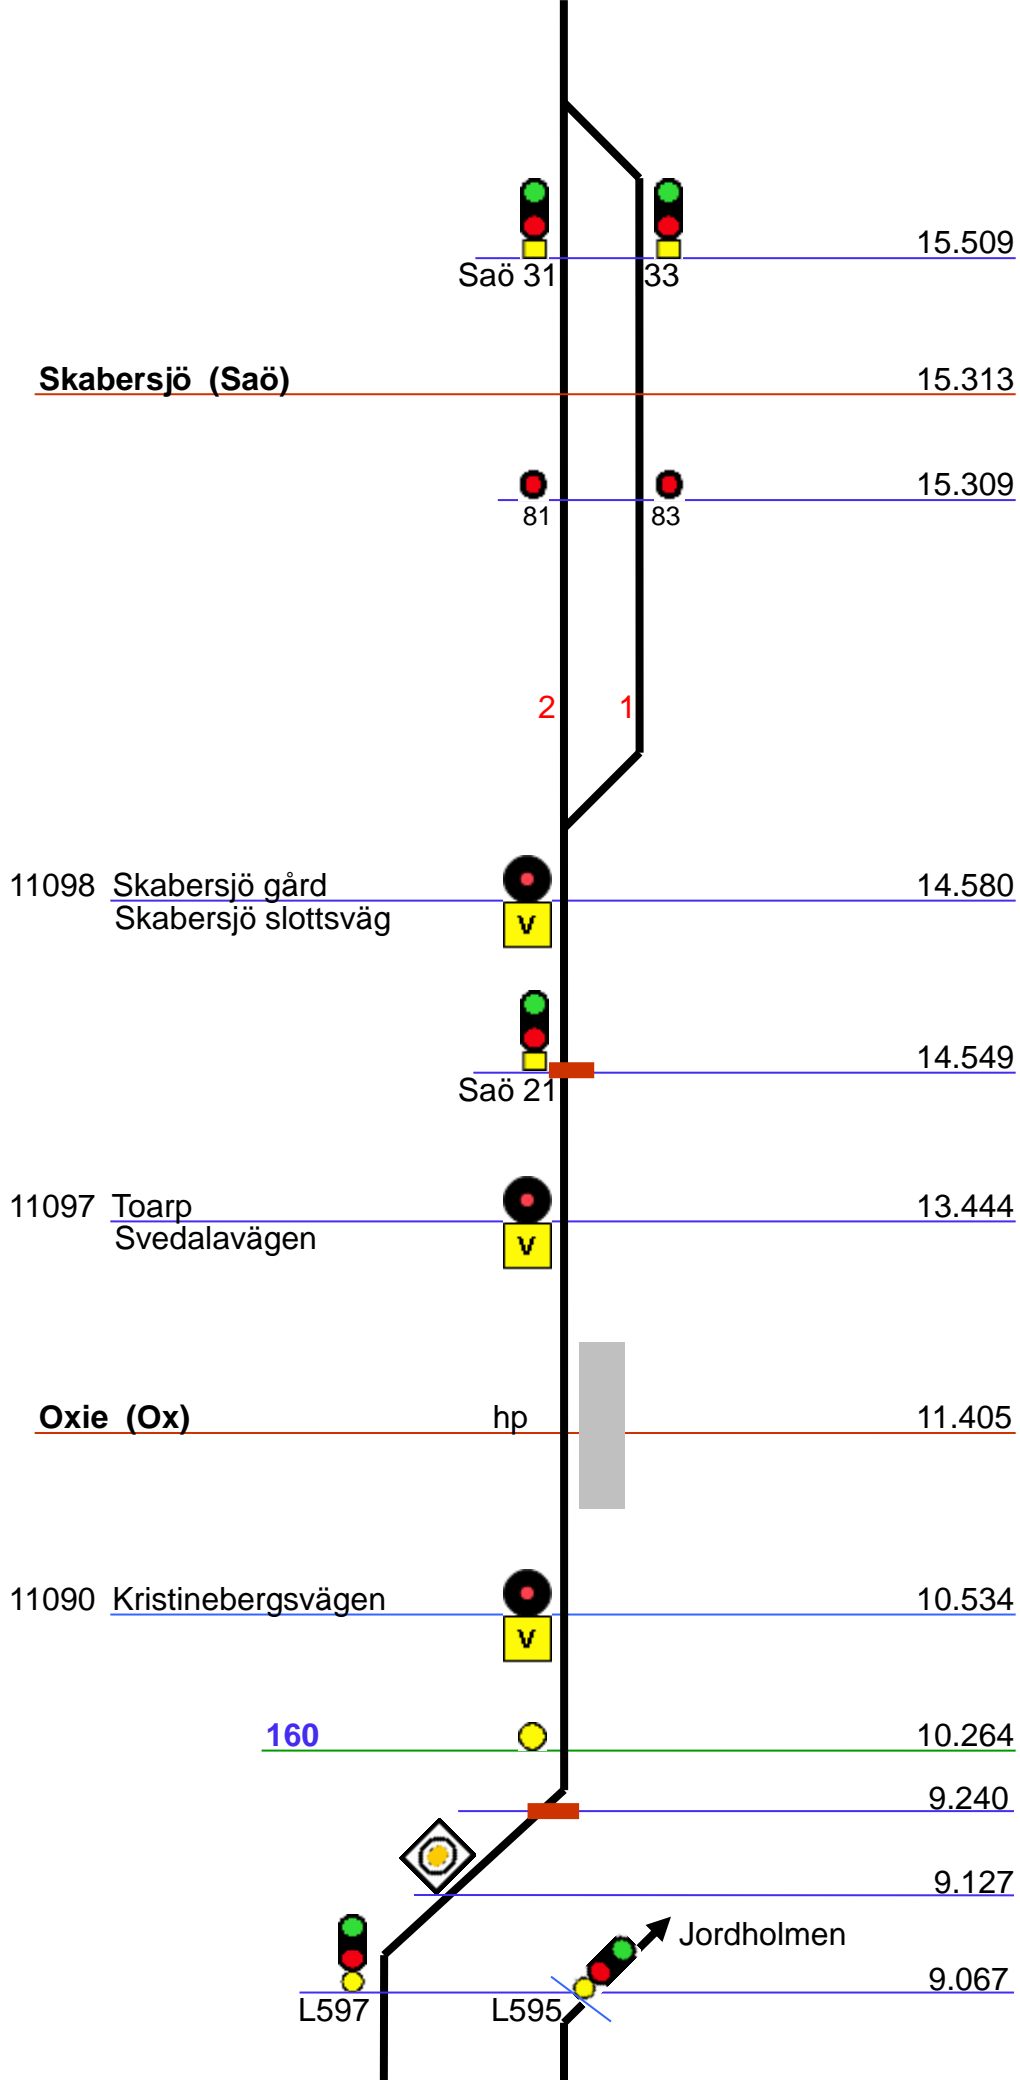 15.509
Saö 31 33
Skabersjö (Saö) 15.313
15.309
81 83
2 1
11098 Skabersjö gård 14.580
Skabersjö slottsväg
V
14.549
Saö 21
11097 Toarp 13.444
Svedalavägen
V
Oxie (Ox) hp 11.405
11090 Kristinebergsvägen 10.534
V
160 10.264
9.240
9.127
Jordholmen
9.067
L597 L595